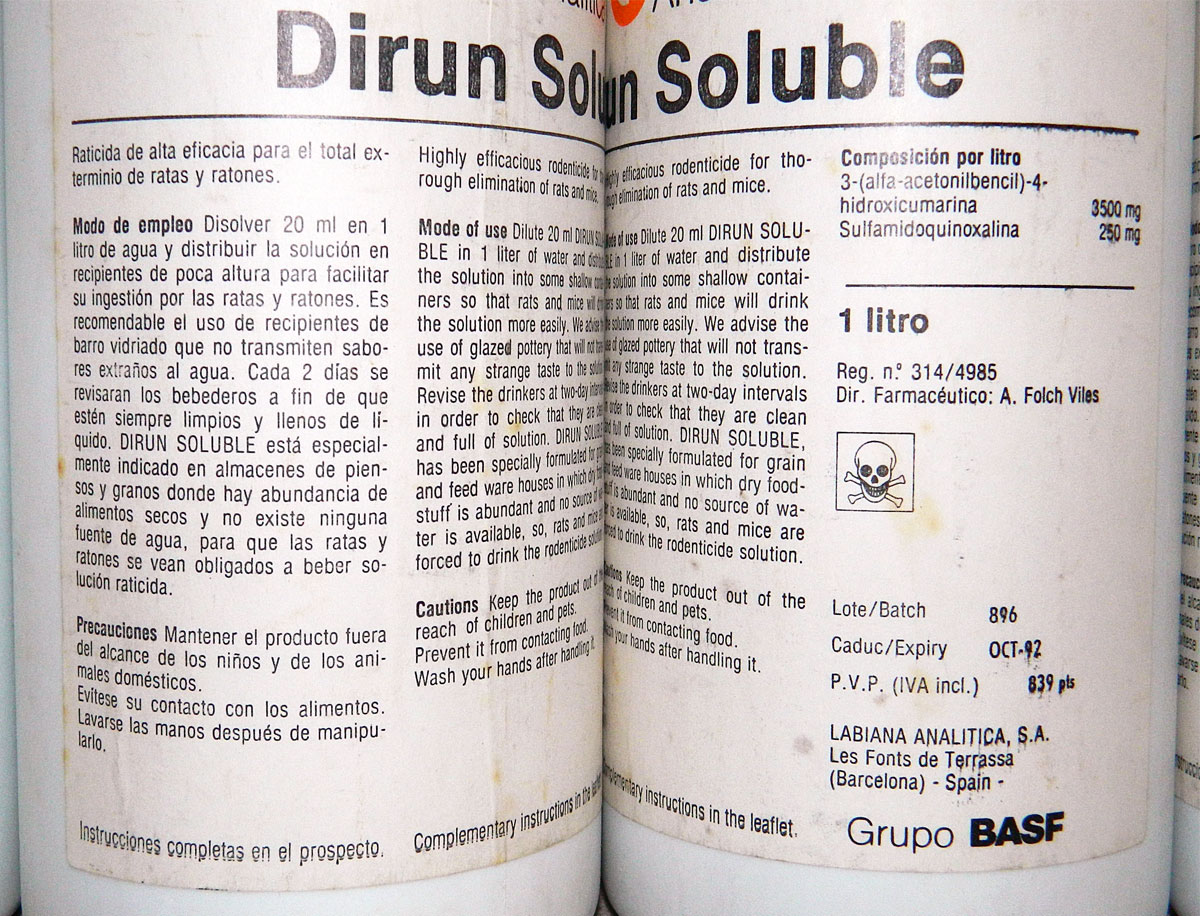 Dirun Sol
Raticida de alta eficacia para el total ex-
terminio de ratas y ratones.
Modo de empleo Disolver 20 ml en 1
litro de agua y distribuir la solución en
recipientes de poca altura para facilitar
su ingestión por las ratas y ratones. Es
recomendable el uso de recipientes de
barro vidriado que no transmiten sabo-
res extraños al agua. Cada 2 días se
revisaran los bebederos a fin de que
estén siempre limpios y llenos de lí-
quido. DIRUN SOLUBLE está especial-
mente indicado en almacenes de pien-
sos y granos donde hay abundancia de
alimentos secos y no existe ninguna
fuente de agua, para que las ratas y
ratones se vean obligados a beber so-
lución raticida.
Precauciones Mantener el producto fuera
del alcance de los niños y de los ani-
males domésticos.
Evítese su contacto con los alimentos.
Lavarse las manos después de manipu-
larlo.
Instrucciones completas en el prospecto.
Highly efficacious rodenticide for
rough elimination of rats and mice.
Mode of use Dilute 20 ml DIRUN
BLE in 1 liter of water and
the solution into some shallow
ners so that rats and mice will
the solution more easily. We advise
use of glazed pottery that will not
mit any strange taste to the
Revise the drinkers at two-day
in order to check that they are
and full of solution. DIRUN
has been specially formulated for
and feed ware houses in which dry
stuff is abundant and no source of
ter is available, so, rats and mice
forced to drink the rodenticide
Cautions Keep the product out of
reach of children and pets.
Prevent it from contacting food.
Wash your hands after handling it.
Complementary instructions in the
un Soluble
efficacious rodenticide for tho-
elimination of rats and mice.
of use Dilute 20 ml DIRUN SOLU-
in 1 liter of water and distribute
solution into some shallow contai-
so that rats and mice will drink
solution more easily. We advise the
of glazed pottery that will not trans-
any strange taste to the solution.
the drinkers at two-day intervals
order to check that they are clean
full of solution. DIRUN SOLUBLE,
been specially formulated for grain
feed ware houses in which dry food-
is abundant and no source of wa-
is available, so, rats and mice are
to drink the rodenticide solution.
Keep the product out of the
of children and pets.
it from contacting food.
your hands after handling it.
instructions in the leaflet.
Composición por litro
3-(alfa-acetonilbencil)-4-
hidroxicumarina 3500 mg
Sulfamidoquinoxalina 250 mg
1 litro
Reg. n.º 314/4985
Dir. Farmacéutico: A. Folch Viles
Lote/Batch 896
Caduc/Expiry OCT-92
P.V.P. (IVA incl.) 839 pts
LABIANA ANALITICA, S.A.
Les Fonts de Terrassa
(Barcelona) - Spain -
Grupo BASF